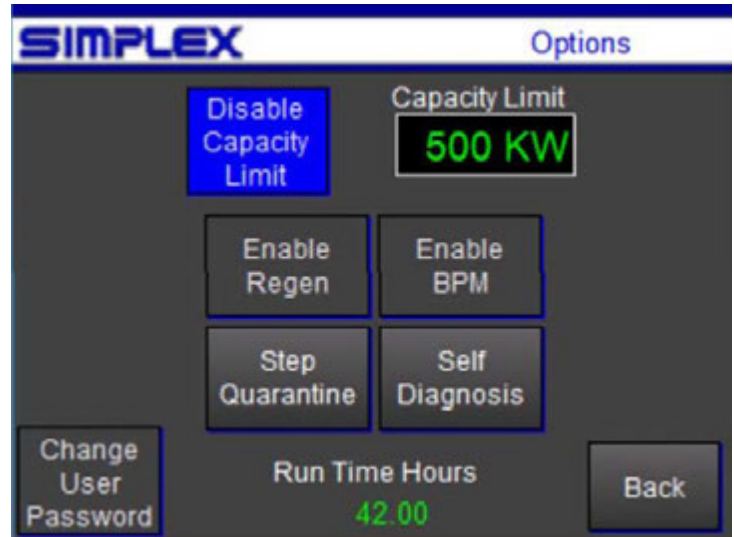 SIMPLEX
Options
Disable
Capacity
Limit
Capacity Limit
500 KW
Enable
Regen
Enable
BPM
Step
Quarantine
Self
Diagnosis
Change
User
Password
Run Time Hours
42.00
Back